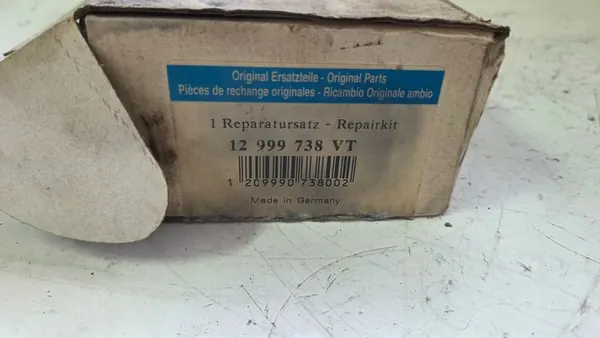 Original Ersatzteile - Original Parts
Pièces de rechange originales - Ricambio Originale ambio
1 Reparatursatz - Repairkit
12 999 738 VT
1 209990 738002
Made in Germany